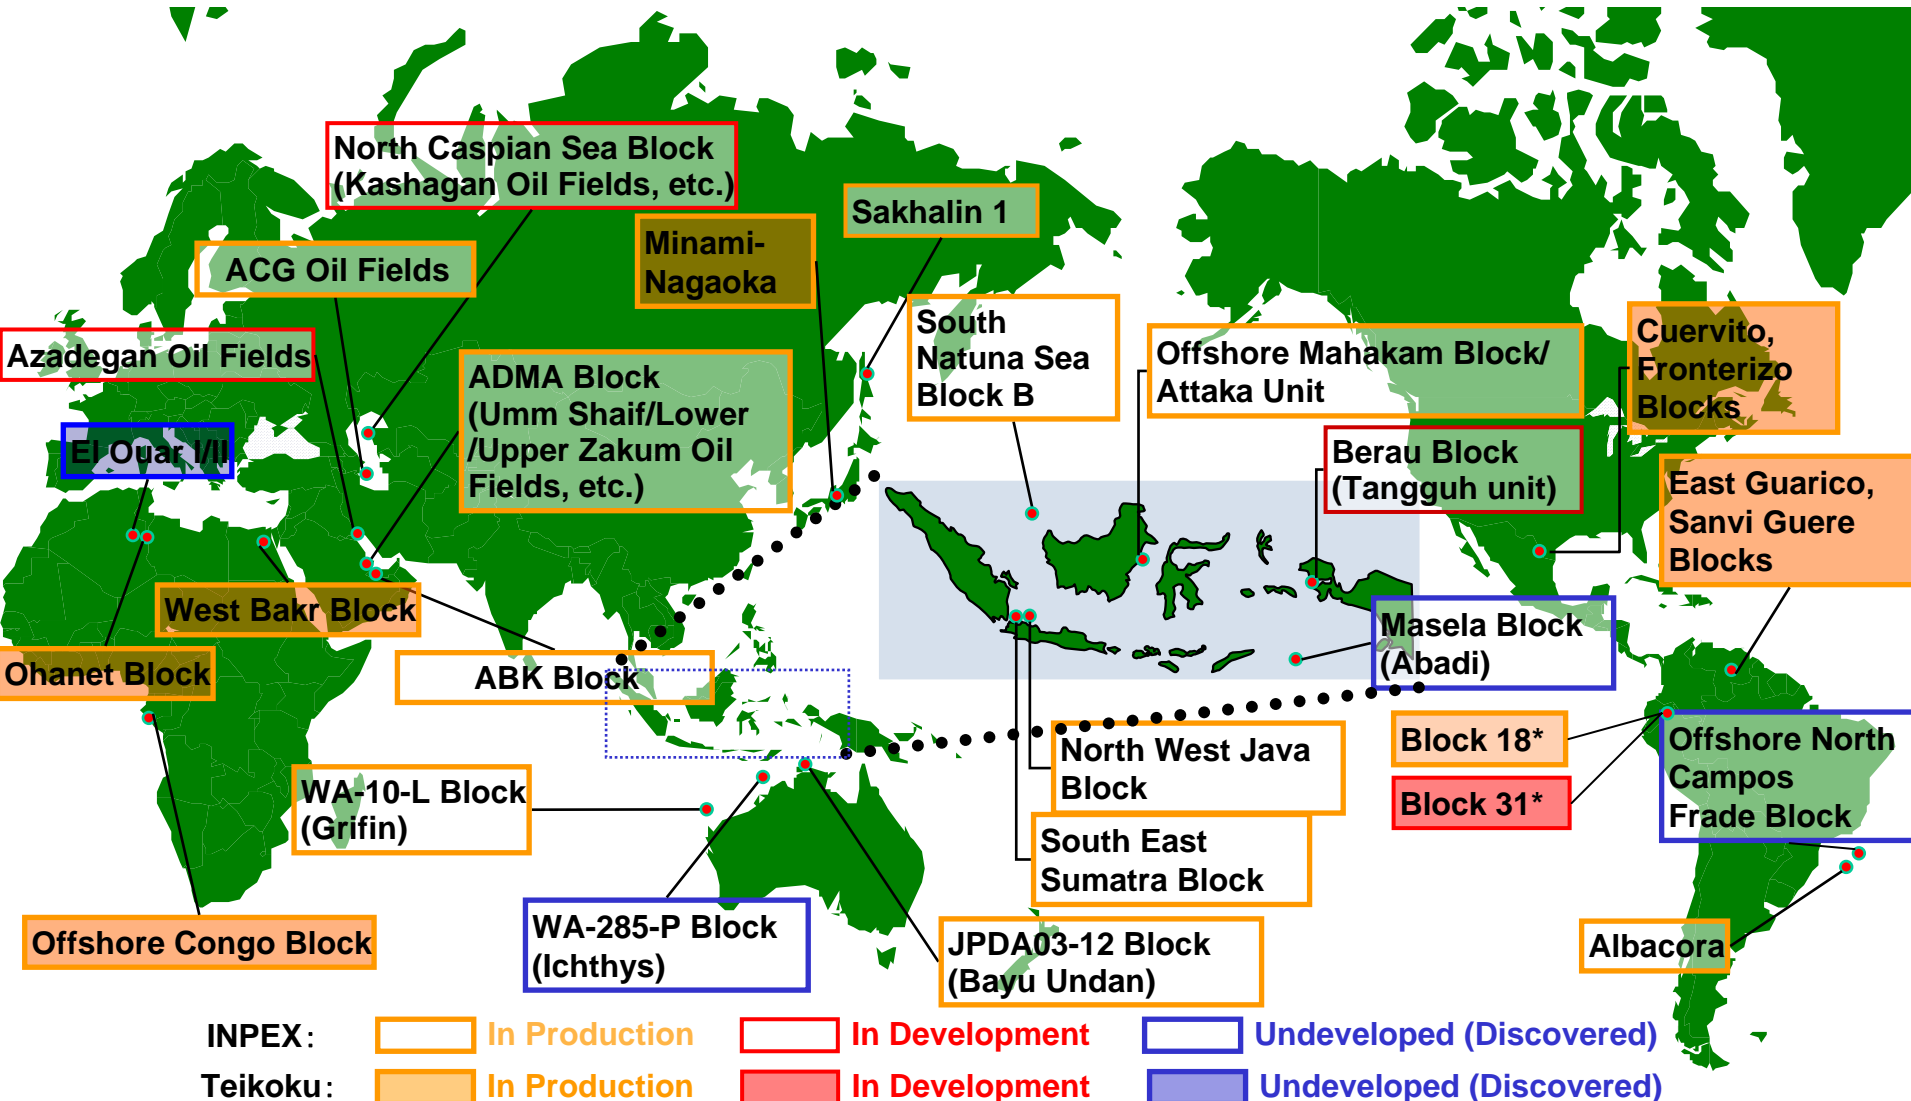 North Caspian Sea Block
(Kashagan Oil Fields, etc.)
Sakhalin 1
Minami-
Nagaoka
ACG Oil Fields
South
Natuna Sea
Block B
Offshore Mahakam Block/
Attaka Unit
Cuervito,
Fronterizo
Blocks
Azadegan Oil Fields
ADMA Block
(Umm Shaif/Lower
/Upper Zakum Oil
Fields, etc.)
El Ouar I/II
Berau Block
(Tangguh unit)
East Guarico,
Sanvi Guere
Blocks
West Bakr Block
Masela Block
(Abadi)
Ohanet Block
ABK Block
Block 18*
Offshore North
Campos
Frade Block
North West Java
Block
WA-10-L Block
(Grifin)
Block 31*
South East
Sumatra Block
WA-285-P Block
(Ichthys)
JPDA03-12 Block
(Bayu Undan)
Offshore Congo Block
Albacora
INPEX: In Production In Development Undeveloped (Discovered)
Teikoku: In Production In Development Undeveloped (Discovered)